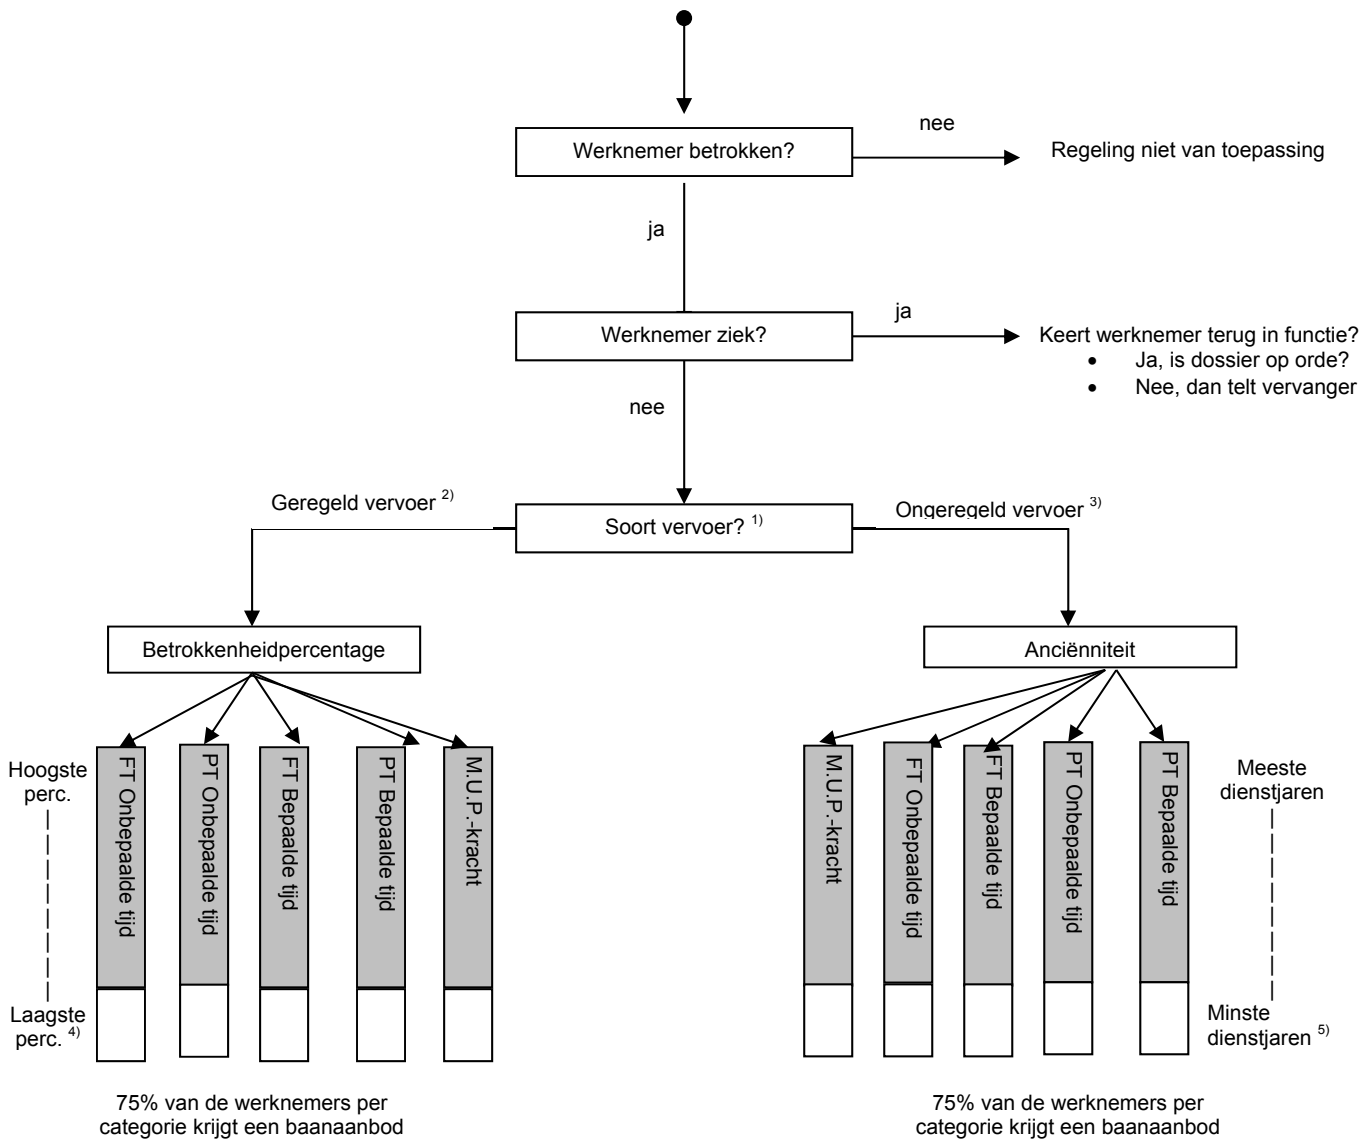 nee
Werknemer betrokken?
Regeling niet van toepassing
ja
ja
Werknemer ziek?
Keert werknemer terug in functie?
• Ja, is dossier op orde?
• Nee, dan telt vervanger
nee
Geregeld vervoer 2)
Soort vervoer? 1)
Ongeregeld vervoer 3)
Betrokkenheidpercentage
Anciënniteit
Hoogste
perc.
FT Onbepaalde tijd
PT Onbepaalde tijd
FT Bepaalde tijd
PT Bepaalde tijd
M.U.P.-kracht
Laagste
perc. 4)
M.U.P.-kracht
FT Onbepaalde tijd
FT Bepaalde tijd
PT Onbepaalde tijd
PT Bepaalde tijd
Meeste
dienstjaren
Minste
dienstjaren 5)
75% van de werknemers per
categorie krijgt een baanaanbod
75% van de werknemers per
categorie krijgt een baanaanbod